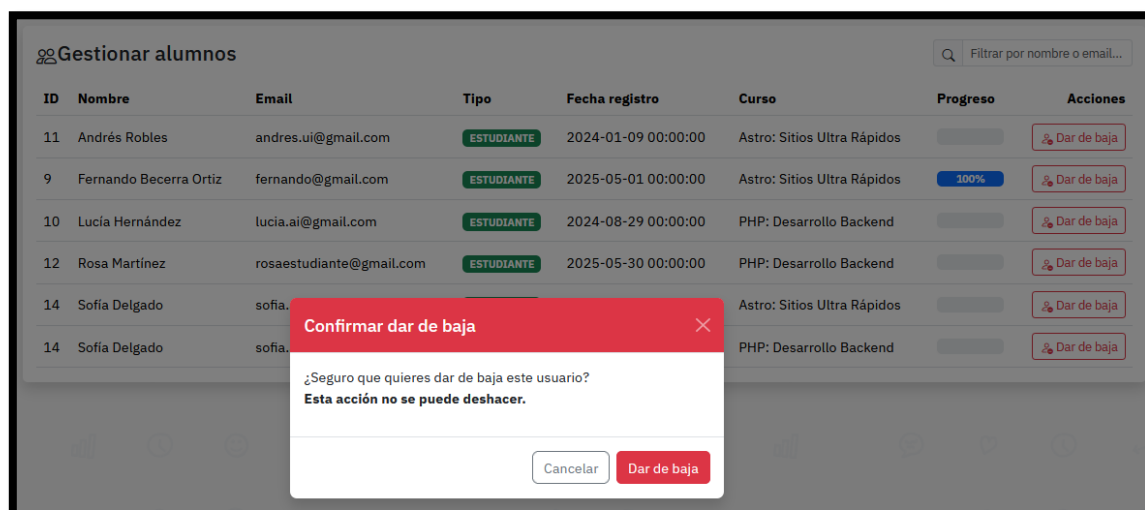 Gestionar alumnos
Filtrar por nombre o email...
ID Nombre Email Tipo Fecha registro Curso Progreso Acciones
11 Andrés Robles andres.ui@gmail.com ESTUDIANTE 2024-01-09 00:00:00 Astro: Sitios Ultra Rápidos Dar de baja
9 Fernando Becerra Ortiz fernando@gmail.com ESTUDIANTE 2025-05-01 00:00:00 Astro: Sitios Ultra Rápidos 100% Dar de baja
10 Lucía Hernández lucia.ai@gmail.com ESTUDIANTE 2024-08-29 00:00:00 PHP: Desarrollo Backend Dar de baja
12 Rosa Martínez rosaestudiante@gmail.com ESTUDIANTE 2025-05-30 00:00:00 PHP: Desarrollo Backend Dar de baja
14 Sofía Delgado sofia. Astro: Sitios Ultra Rápidos Dar de baja
14 Sofía Delgado sofia. PHP: Desarrollo Backend Dar de baja
Confirmar dar de baja
¿Seguro que quieres dar de baja este usuario?
Esta acción no se puede deshacer.
Cancelar Dar de baja